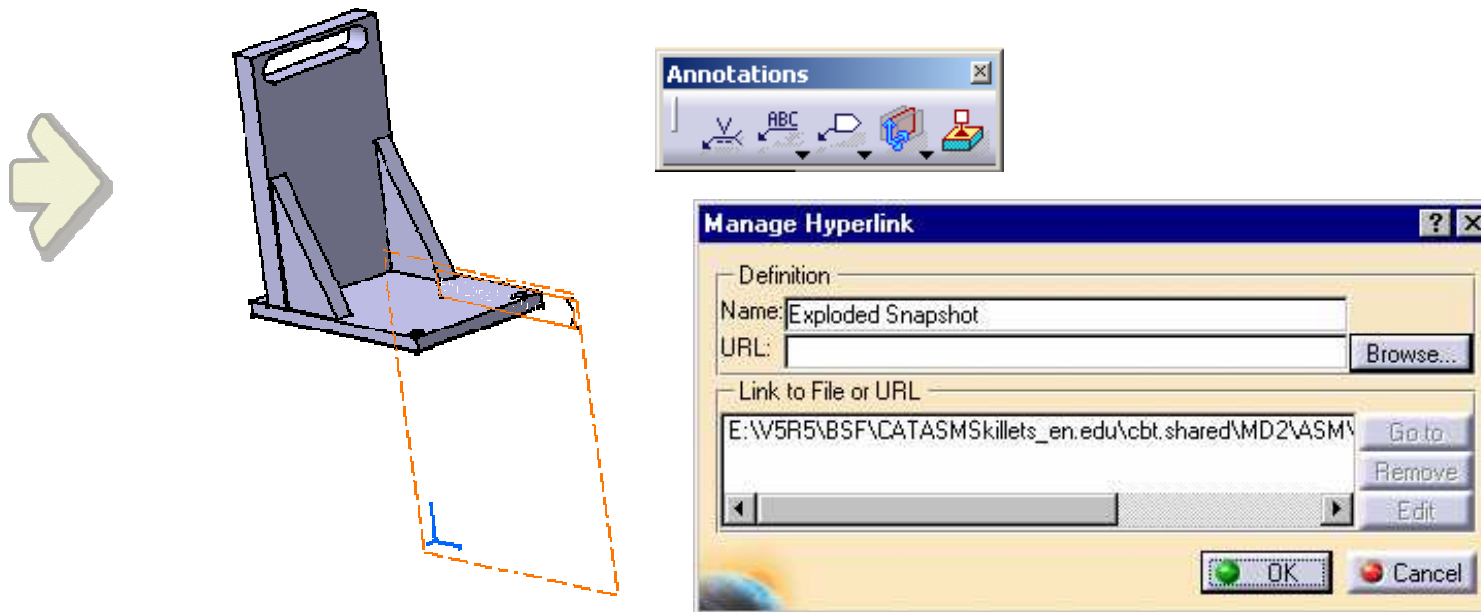 Annotations
V
ABC
Manage Hyperlink
Definition
Name: Exploded Snapshot
URL:
Browse...
Link to File or URL
E:\V5R5\BSF\CATASMSkillets_en.edu\cbt.shared\MD2\ASM\
Go to
Remove
Edit
OK
Cancel